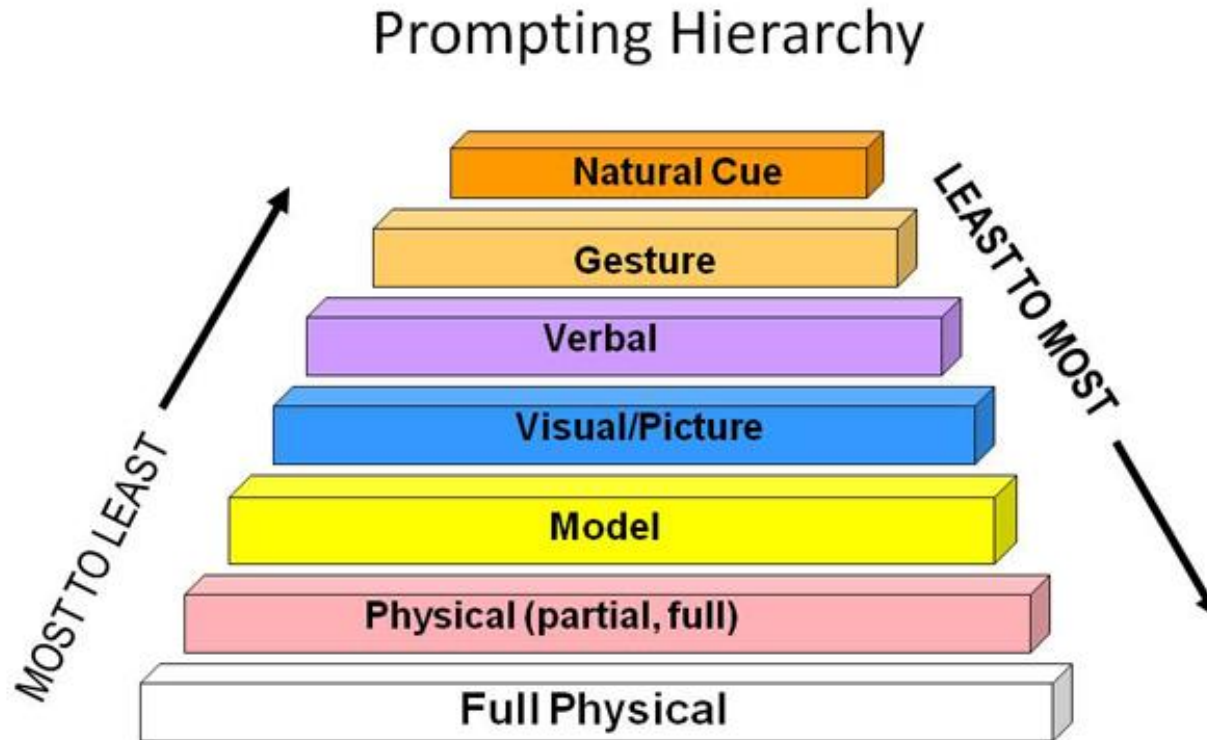 Prompting Hierarchy
Natural Cue
Gesture
Verbal
Visual/Picture
Model
Physical (partial, full)
Full Physical
MOST TO LEAST
LEAST TO MOST